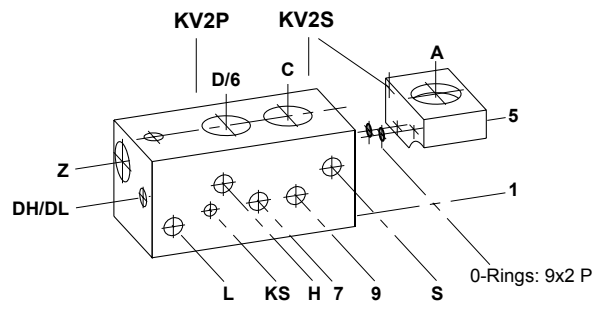 KV2P KV2S
D/6 C A
5
Z
DH/DL
1
0-Rings: 9x2 P
L KS H 7 9 S